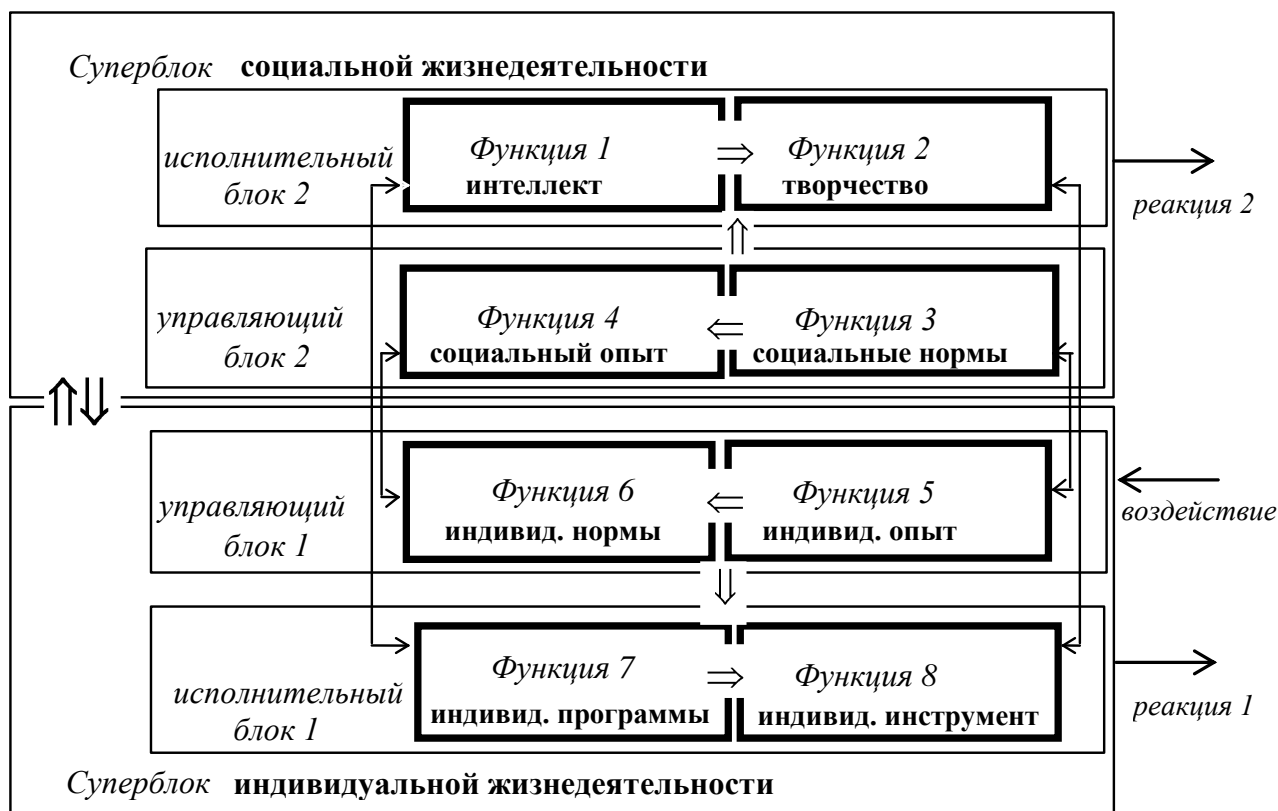 Суперблок социальной жизнедеятельности
исполнительный
блок 2
Функция 1
интеллект
⇒
Функция 2
творчество
реакция 2
⇑
управляющий
блок 2
Функция 4
социальный опыт
⇐
Функция 3
социальные нормы
⇑⇓
управляющий
блок 1
Функция 6
индивид. нормы
⇐
Функция 5
индивид. опыт
воздействие
⇓
исполнительный
блок 1
Функция 7
индивид. программы
⇒
Функция 8
индивид. инструмент
реакция 1
Суперблок индивидуальной жизнедеятельности